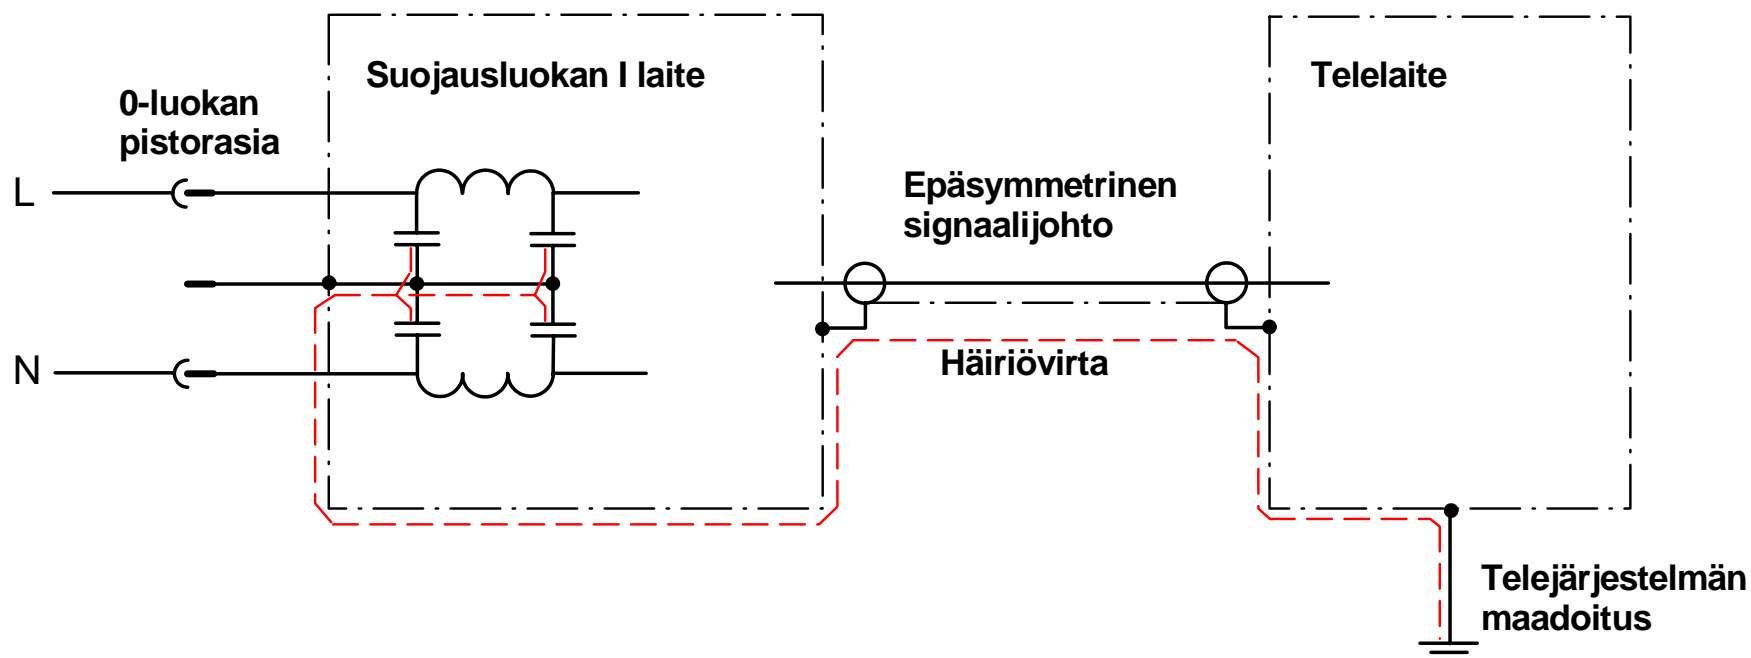 Suojausluokan I laite
Telelaite
0-luokan
pistorasia
L
Epäsymmetrinen
signaalijohto
N
Häiriövirta
Telejärjestelmän
maadoitus